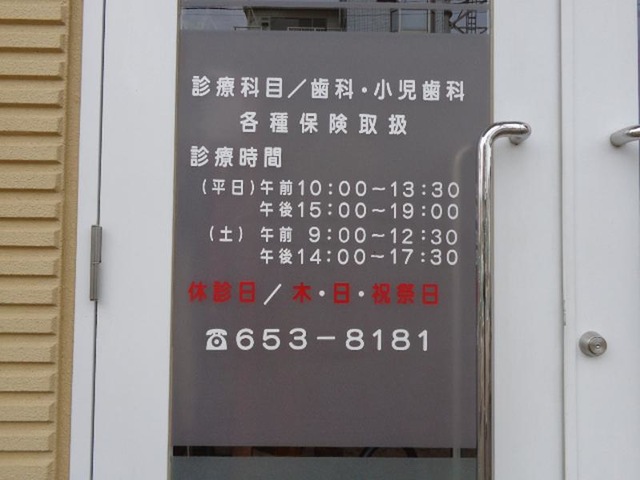 診療科目/歯科・小児歯科
各種保険取扱
診療時間
(平日)午前10:00~13:30
午後15:00~19:00
(土) 午前 9:00~12:30
午後14:00~17:30
休診日/木・日・祝祭日
☎653-8181